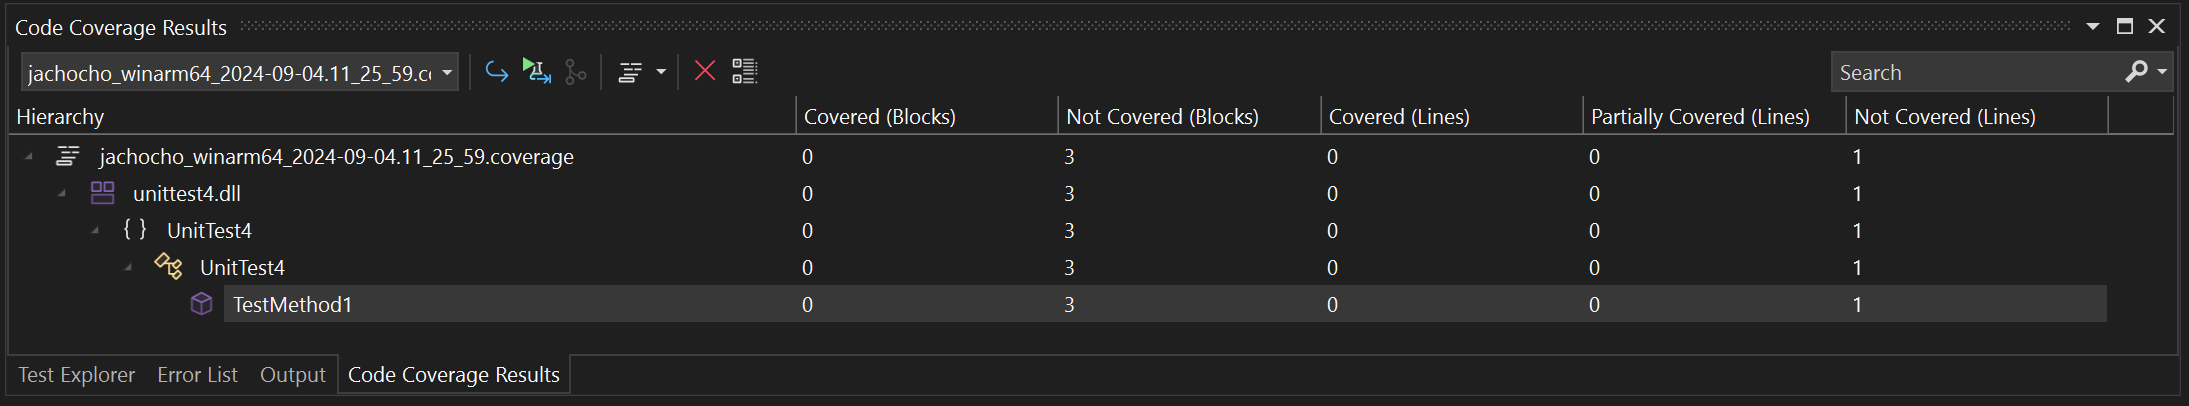 Code Coverage Results
jachocho_winarm64_2024-09-04.11_25_59.c Search
Hierarchy Covered (Blocks) Not Covered (Blocks) Covered (Lines) Partially Covered (Lines) Not Covered (Lines)
jachocho_winarm64_2024-09-04.11_25_59.coverage 0 3 0 0 1
unittest4.dll 0 3 0 0 1
{ } UnitTest4 0 3 0 0 1
UnitTest4 0 3 0 0 1
TestMethod1 0 3 0 0 1
Test Explorer Error List Output Code Coverage Results